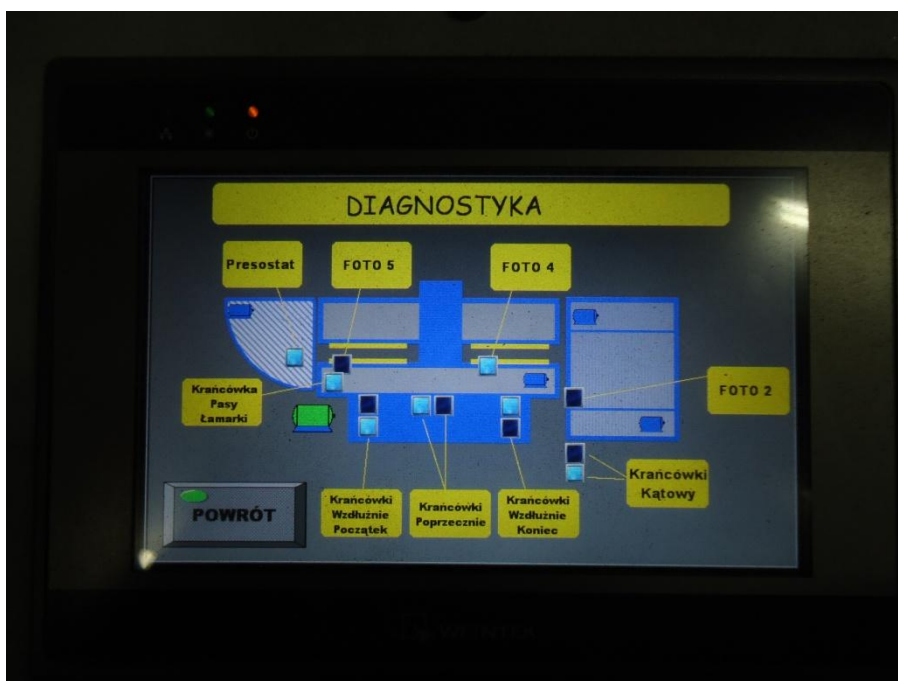 DIAGNOSTYKA
Presostat
FOTO 5
FOTO 4
Krańcówka
Pasy
Łamarki
FOTO 2
Krańcówki
Kątowy
POWRÓT
Krańcówki
Wzdłużnie
Początek
Krańcówki
Poprzecznie
Krańcówki
Wzdłużnie
Koniec
WEINTEK